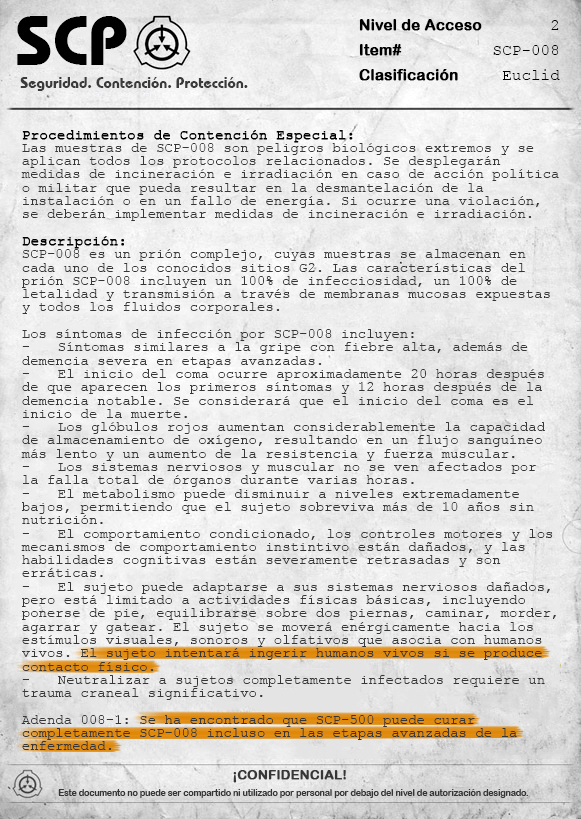 SCP
Seguridad. Contención. Protección.
Nivel de Acceso 2
Item# SCP-008
Clasificación Euclid
Procedimientos de Contención Especial:
Las muestras de SCP-008 son peligros biológicos extremos y se
aplican todos los protocolos relacionados. Se desplegarán
medidas de incineración e irradiación en caso de acción política
o militar que pueda resultar en la desmantelación de la
instalación o en un fallo de energía. Si ocurre una violación,
se deberán implementar medidas de incineración e irradiación.
Descripción:
SCP-008 es un prión complejo, cuyas muestras se almacenan en
cada uno de los conocidos sitios G2. Las características del
prión SCP-008 incluyen un 100% de infecciosidad, un 100% de
letalidad y transmisión a través de membranas mucosas expuestas
y todos los fluidos corporales.
Los síntomas de infección por SCP-008 incluyen:
- Síntomas similares a la gripe con fiebre alta, además de
demencia severa en etapas avanzadas.
- El inicio del coma ocurre aproximadamente 20 horas después
de que aparecen los primeros síntomas y 12 horas después de la
demencia notable. Se considerará que el inicio del coma es el
inicio de la muerte.
- Los glóbulos rojos aumentan considerablemente la capacidad
de almacenamiento de oxígeno, resultando en un flujo sanguíneo
más lento y un aumento de la resistencia y fuerza muscular.
- Los sistemas nerviosos y muscular no se ven afectados por
la falla total de órganos durante varias horas.
- El metabolismo puede disminuir a niveles extremadamente
bajos, permitiendo que el sujeto sobreviva más de 10 años sin
nutrición.
- El comportamiento condicionado, los controles motores y los
mecanismos de comportamiento instintivo están dañados, y las
habilidades cognitivas están severamente retrasadas y son
erráticas.
- El sujeto puede adaptarse a sus sistemas nerviosos dañados,
pero está limitado a actividades físicas básicas, incluyendo
ponerse de pie, equilibrarse sobre dos piernas, caminar, morder,
agarrar y gatear. El sujeto se moverá enérgicamente hacia los
estímulos visuales, sonoros y olfativos que asocia con humanos
vivos. El sujeto intentará ingerir humanos vivos si se produce
contacto físico.
- Neutralizar a sujetos completamente infectados requiere un
trauma craneal significativo.
Adenda 008-1: Se ha encontrado que SCP-500 puede curar
completamente SCP-008 incluso en las etapas avanzadas de la
enfermedad.
¡CONFIDENCIAL!
Este documento no puede ser compartido ni utilizado por personal por debajo del nivel de autorización designado.